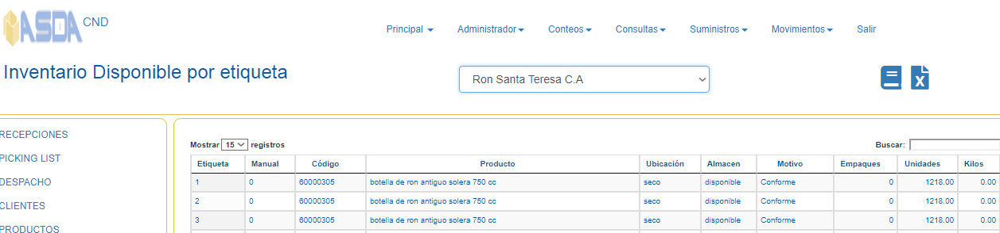 ASDA CND
Principal Administrador Conteos Consultas Suministros Movimientos Salir
Inventario Disponible por etiqueta
Ron Santa Teresa C.A
RECEPCIONES
PICKING LIST
DESPACHO
CLIENTES
PRODUCTOS
Mostrar 15 registros
Buscar:
Etiqueta Manual Código Producto Ubicación Almacen Motivo Empaques Unidades Kilos
1 0 60000305 botella de ron antiguo solera 750 cc seco disponible Conforme 0 1218.00 0.00
2 0 60000305 botella de ron antiguo solera 750 cc seco disponible Conforme 0 1218.00 0.00
3 0 60000305 botella de ron antiguo solera 750 cc seco disponible Conforme 0 1218.00 0.00